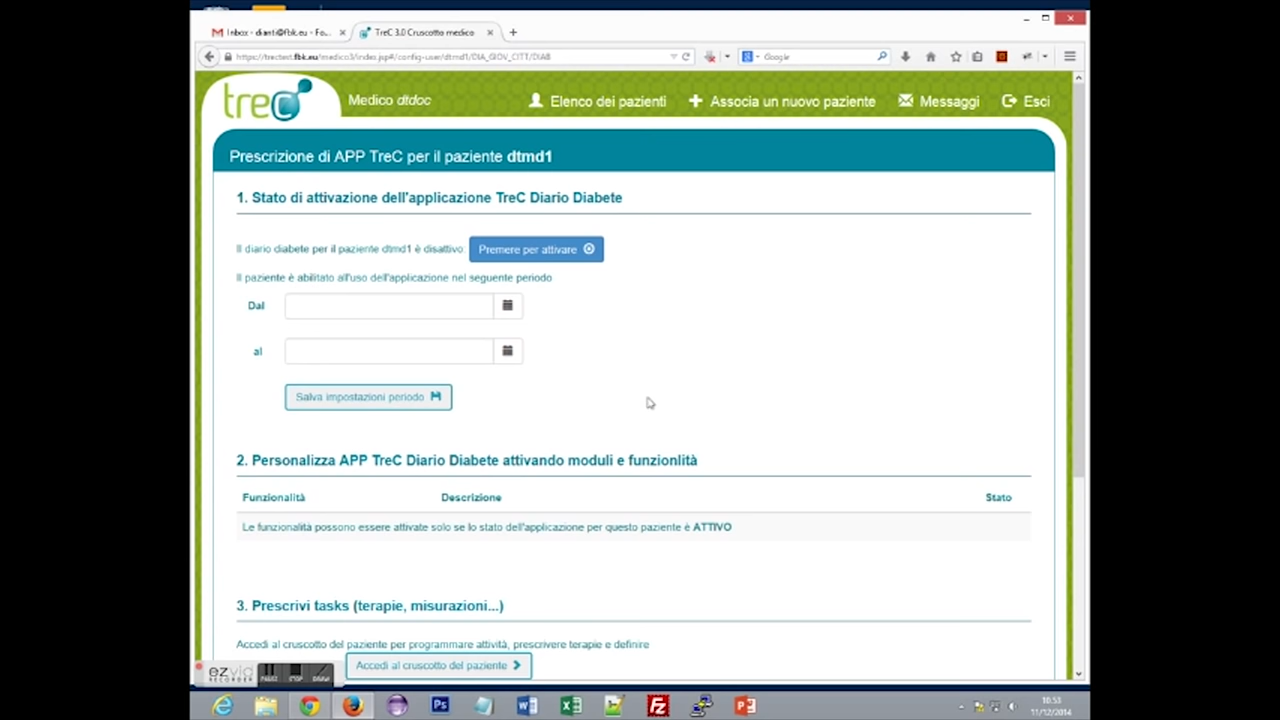 Inbox - dianti@fbk.eu - Fo...
TreC 3.0 Cruscotto medico
https://trectest.fbk.eu/medico3/index.jsp#/config-user/dtmd1/DIA_GIOV_CITT/DIAB
Google
trec
Medico dtdoc
Elenco dei pazienti
Associa un nuovo paziente
Messaggi
Esci
Prescrizione di APP TreC per il paziente dtmd1
1. Stato di attivazione dell'applicazione TreC Diario Diabete
Il diario diabete per il paziente dtmd1 è disattivo:
Premere per attivare
Il paziente è abilitato all'uso dell'applicazione nel seguente periodo
Dal
al
Salva impostazioni periodo
2. Personalizza APP TreC Diario Diabete attivando moduli e funzionlità
Funzionalità Descrizione Stato
Le funzionalità possono essere attivate solo se lo stato dell'applicazione per questo paziente è ATTIVO
3. Prescrivi tasks (terapie, misurazioni...)
Accedi al cruscotto del paziente per programmare attività, prescrivere terapie e definire
Accedi al cruscotto del paziente
ezvid
RECORDER
PAUSE STOP DRAW
Ps
Fz
10:53
11/12/2014